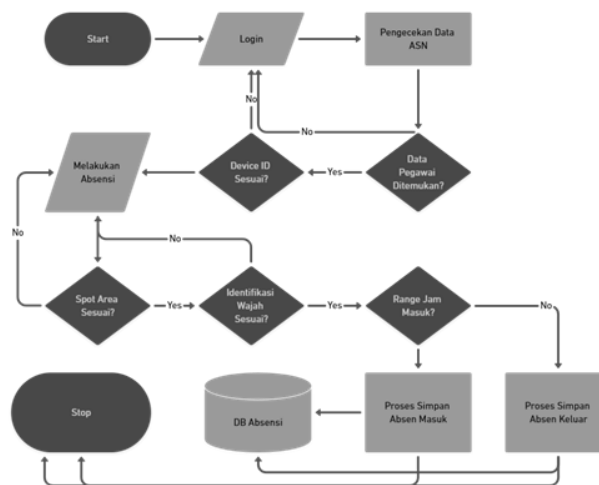 Start
Login
Pengecekan Data
ASN
No
No
Melakukan
Absensi
Device ID
Sesuai?
Yes
Data
Pegawai
Ditemukan?
No
No
Spot Area
Sesuai?
Yes
Identifikasi
Wajah
Sesuai?
Yes
Range Jam
Masuk?
No
Stop
DB Absensi
Proses Simpan
Absen Masuk
Proses Simpan
Absen Keluar